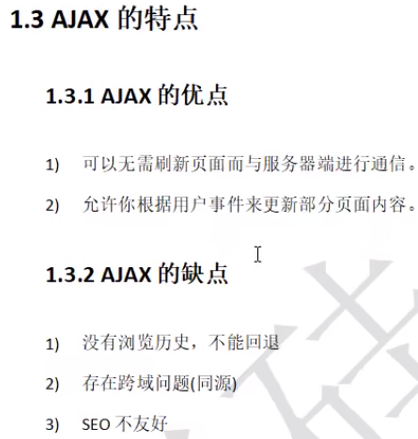 1.3 AJAX 的特点
1.3.1 AJAX 的优点
1) 可以无需刷新页面而与服务器端进行通信。
2) 允许你根据用户事件来更新部分页面内容。
1.3.2 AJAX 的缺点
1) 没有浏览历史，不能回退
2) 存在跨域问题(同源)
3) SEO 不友好